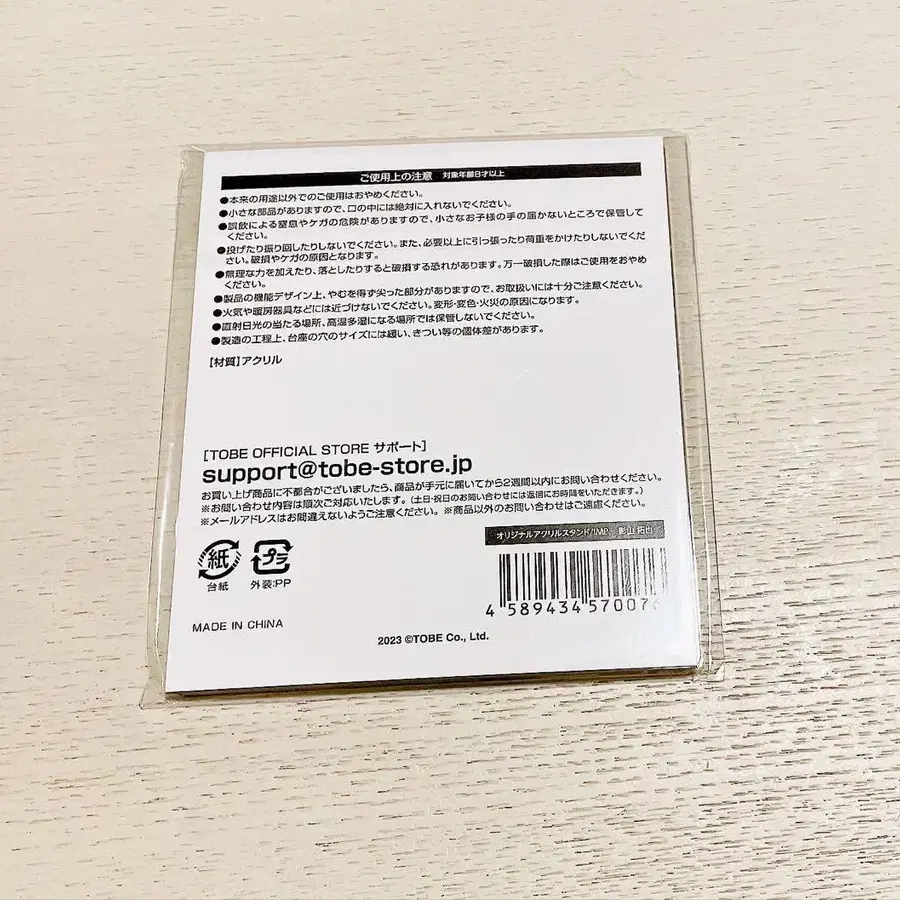 ご使用上の注意 対象年齢8才以上
●本来の用途以外でのご使用はおやめください。
●小さな部品がありますので、口の中には絶対に入れないでください。
●誤飲による窒息やケガの危険がありますので、小さなお子様の手の届かないところで保管して
ください。
●投げたり振り回したりしないでください。また、必要以上に引っ張ったり荷重をかけたりしないでくだ
さい。破損やケガの原因となります。
●無理な力を加えたり、落としたりすると破損する恐れがあります。万一破損した際はご使用をおやめ
ください。
●製品の機能デザイン上、やむを得ず尖った部分がありますので、お取扱いには十分ご注意ください。
●火気や暖房器具などには近づけないでください。変形・変色・火災の原因になります。
●直射日光の当たる場所、高温多湿になる場所では保管しないでください。
●製造の工程上、台座の穴のサイズには緩い、きつい等の個体差があります。
【材質】アクリル
[TOBE OFFICIAL STORE サポート]
support@tobe-store.jp
お買い上げ商品に不都合がございましたら、商品が手元に届いてから2週間以内にお問い合わせください。
※お問い合わせ内容は順次ご対応いたします。(土日・祝日のお問い合わせには返信にお時間をいただきます。)
※メールアドレスはお間違えないようご注意ください。※商品以外のお問い合わせはご遠慮ください。
オリジナルアクリルスタンド/IMP. 影山 拓也
紙
台紙
プラ
外装:PP
4 589434 57007
MADE IN CHINA
2023 ©TOBE Co., Ltd.